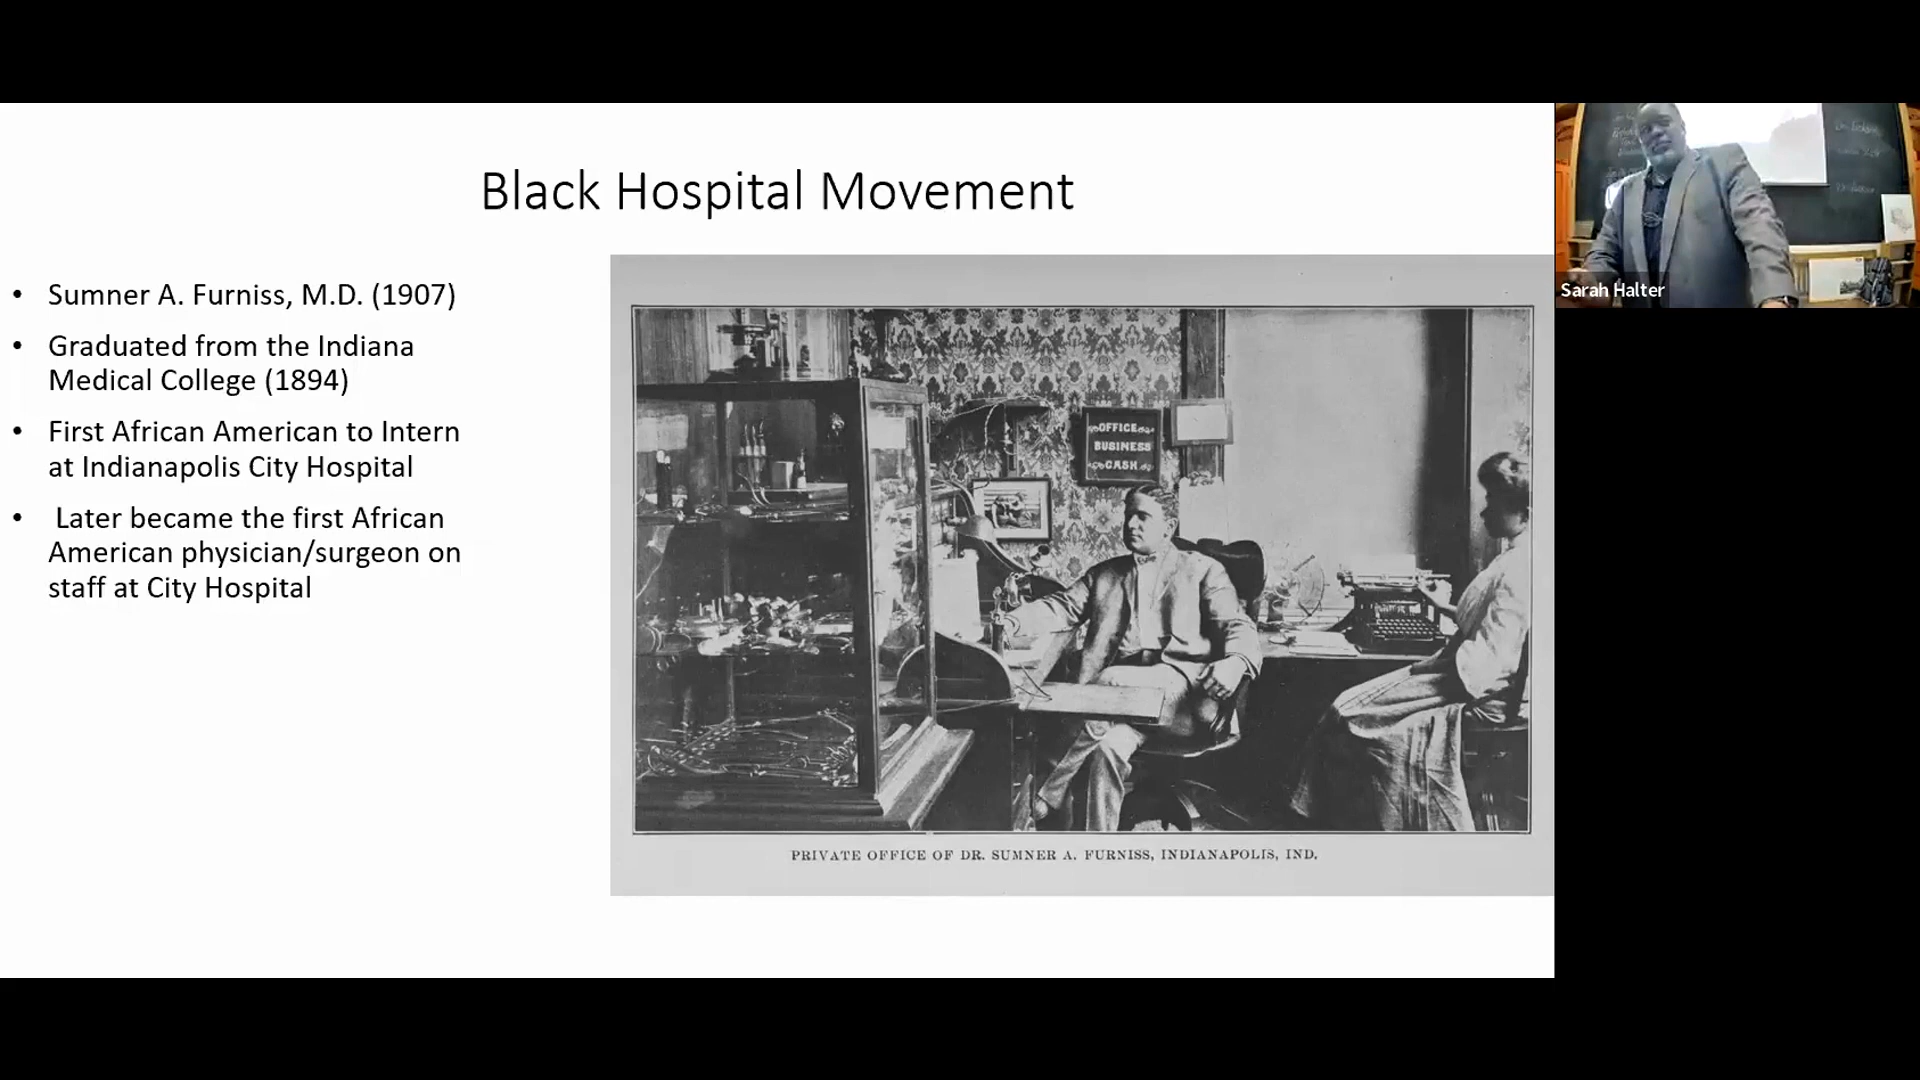 Black Hospital Movement
• Sumner A. Furniss, M.D. (1907)
• Graduated from the Indiana
Medical College (1894)
• First African American to Intern
at Indianapolis City Hospital
• Later became the first African
American physician/surgeon on
staff at City Hospital
OFFICE
BUSINESS
CASH
PRIVATE OFFICE OF DR. SUMNER A. FURNISS, INDIANAPOLIS, IND.
Sarah Halter